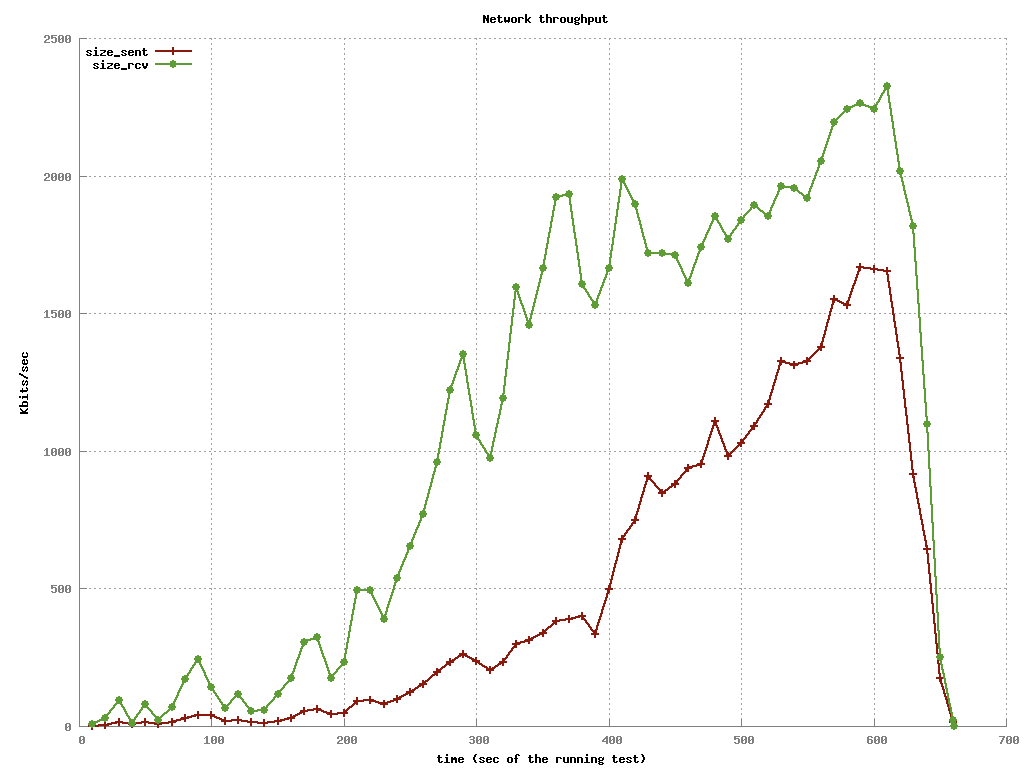 Network throughput
size_sent
size_rcv
2500
2000
1500
1000
500
0
Kbits/sec
0 100 200 300 400 500 600 700
time (sec of the running test)